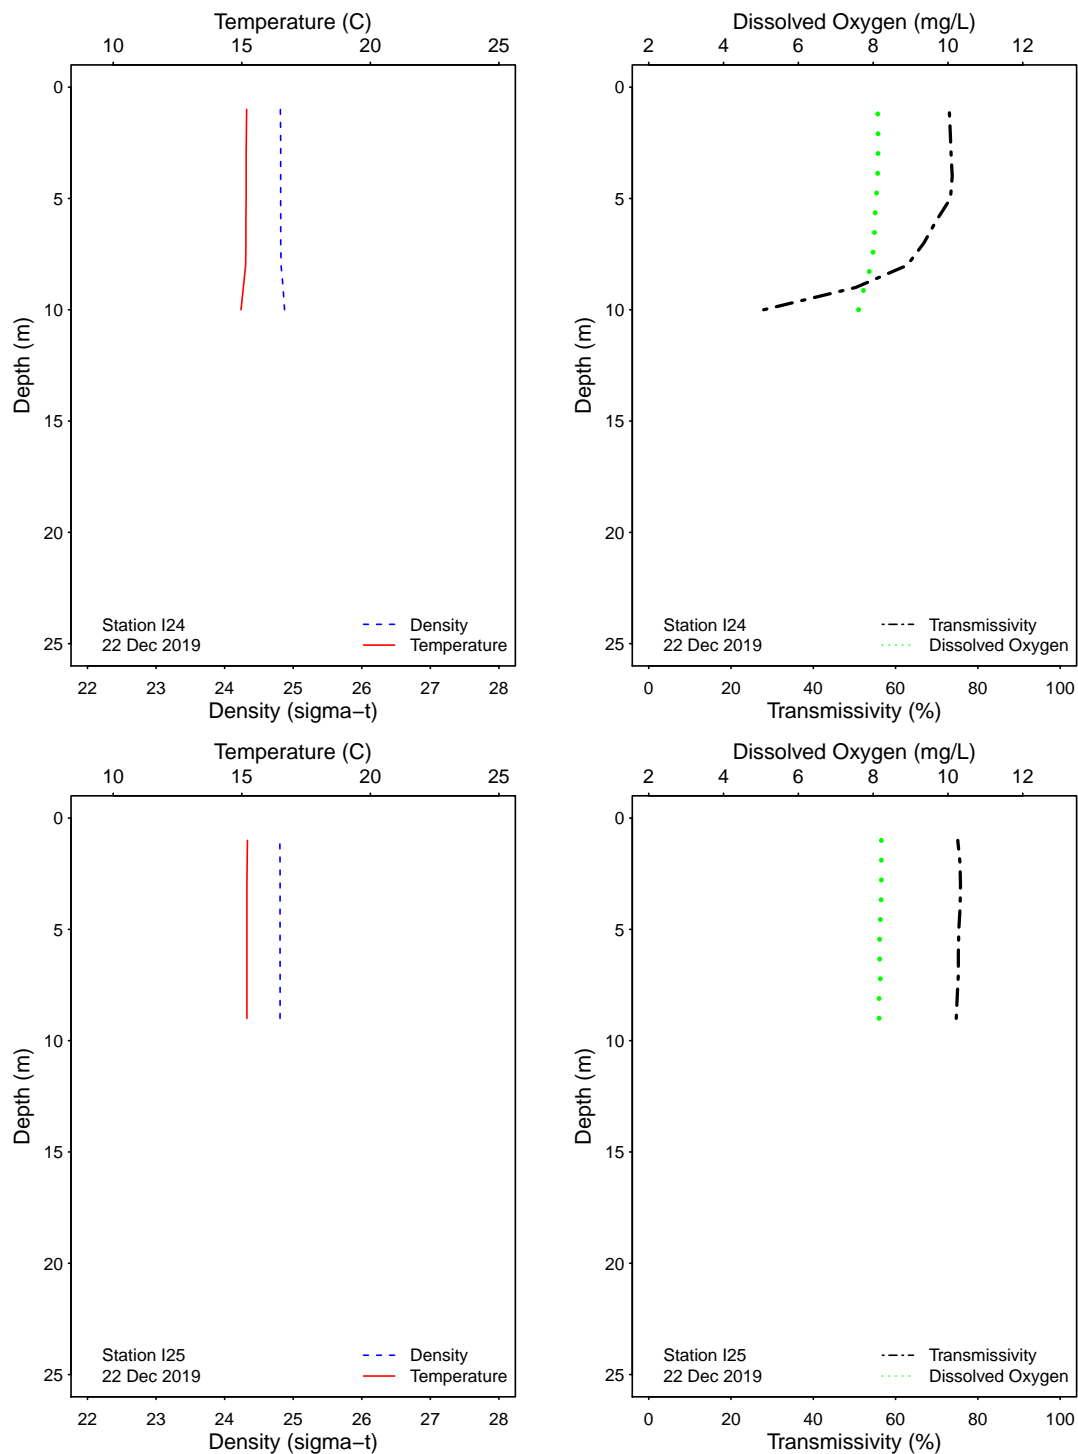 Temperature (C)
10 15 20 25
0
5
10
15
20
25
Depth (m)
Station I24
22 Dec 2019
Density
Temperature
22 23 24 25 26 27 28
Density (sigma−t)
Dissolved Oxygen (mg/L)
2 4 6 8 10 12
0
5
10
15
20
25
Depth (m)
Station I24
22 Dec 2019
Transmissivity
Dissolved Oxygen
0 20 40 60 80 100
Transmissivity (%)
Temperature (C)
10 15 20 25
0
5
10
15
20
25
Depth (m)
Station I25
22 Dec 2019
Density
Temperature
22 23 24 25 26 27 28
Density (sigma−t)
Dissolved Oxygen (mg/L)
2 4 6 8 10 12
0
5
10
15
20
25
Depth (m)
Station I25
22 Dec 2019
Transmissivity
Dissolved Oxygen
0 20 40 60 80 100
Transmissivity (%)